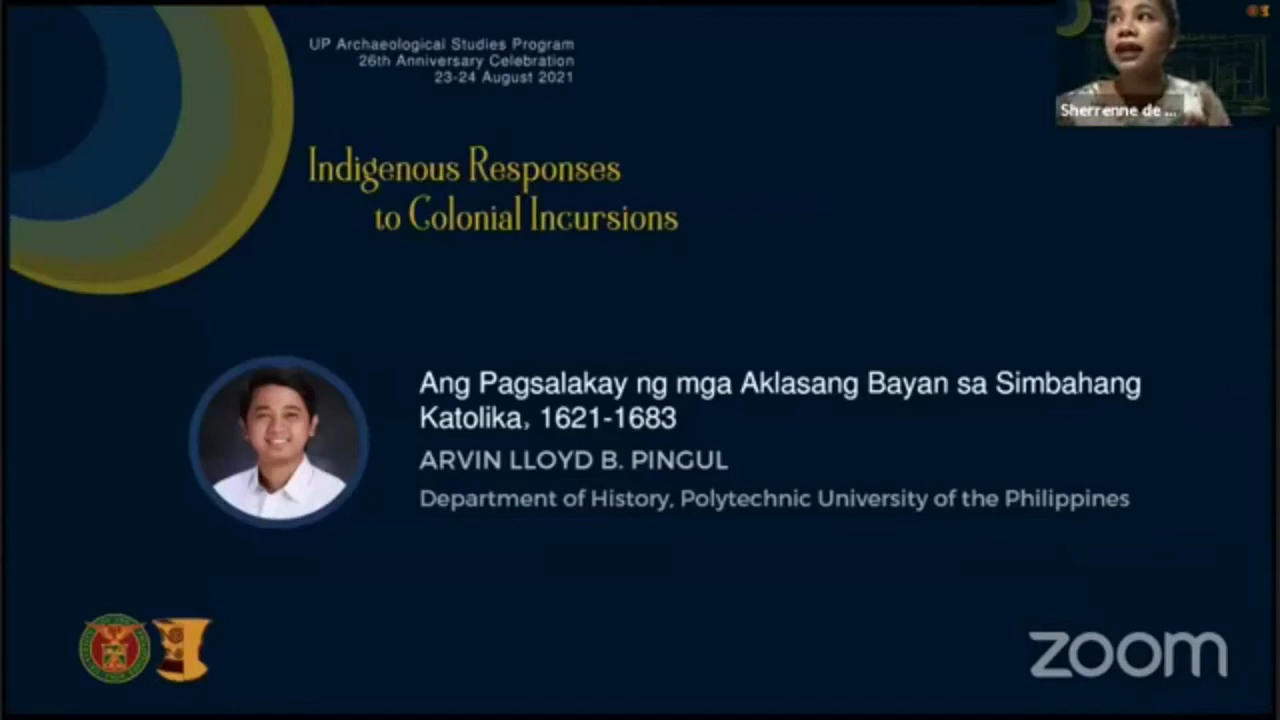 UP Archaeological Studies Program
26th Anniversary Celebration
23-24 August 2021
Sherrenne de ...
Indigenous Responses
to Colonial Incursions
Ang Pagsalakay ng mga Aklasang Bayan sa Simbahang
Katolika, 1621-1683
ARVIN LLOYD B. PINGUL
Department of History, Polytechnic University of the Philippines
zoom